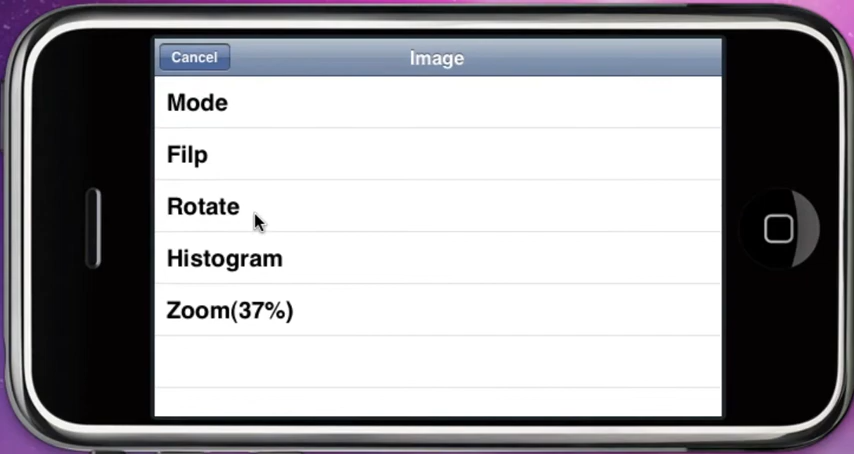 Cancel
Image
Mode
Filp
Rotate
Histogram
Zoom(37%)